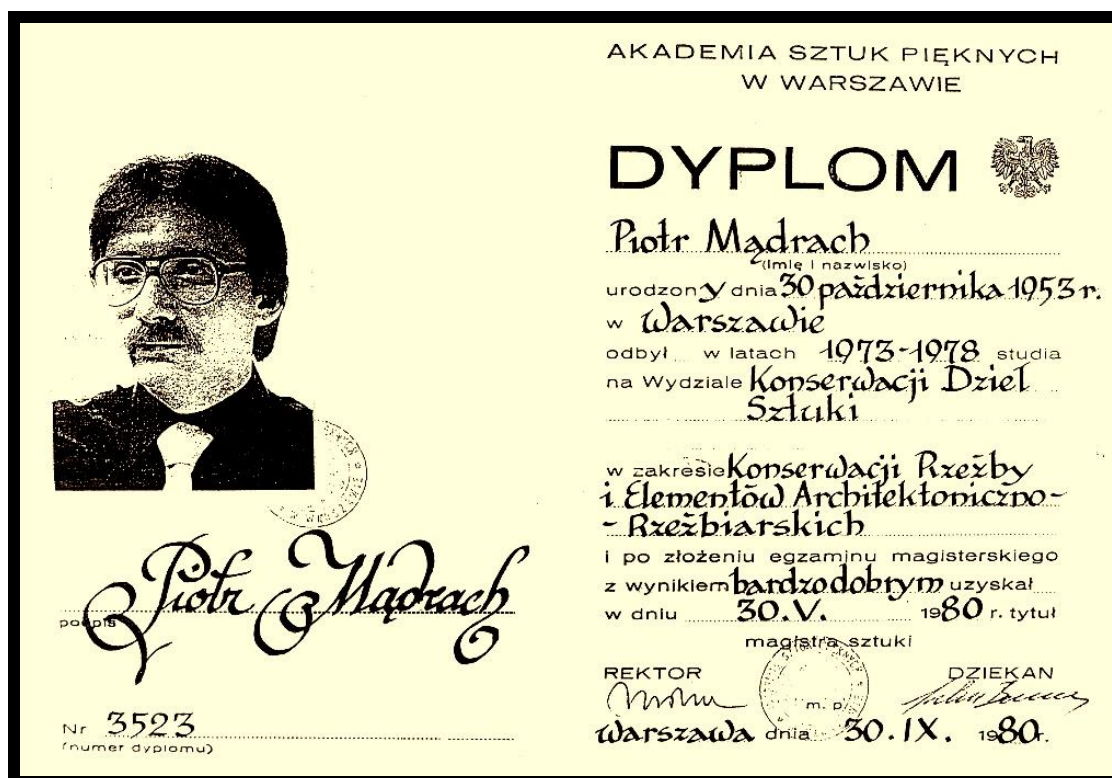 AKADEMIA SZTUK PIĘKNYCH
W WARSZAWIE
DYPLOM
Piotr Mądrach
(imię i nazwisko)
urodzony dnia 30 października 1953 r.
w Warszawie
odbył w latach 1973-1978 studia
na Wydziale Konserwacji Dzieł
Sztuki
w zakresie Konserwacji Rzeźby
i Elementów Architektoniczno-
- Rzeźbiarskich
i po złożeniu egzaminu magisterskiego
z wynikiem bardzo dobrym uzyskał
w dniu 30.V. 1980 r. tytuł
magistra sztuki
REKTOR DZIEKAN
m. p.
Warszawa dnia 30.IX. 1980r.
Piotr Mądrach
podpis
Nr 3523
(numer dyplomu)